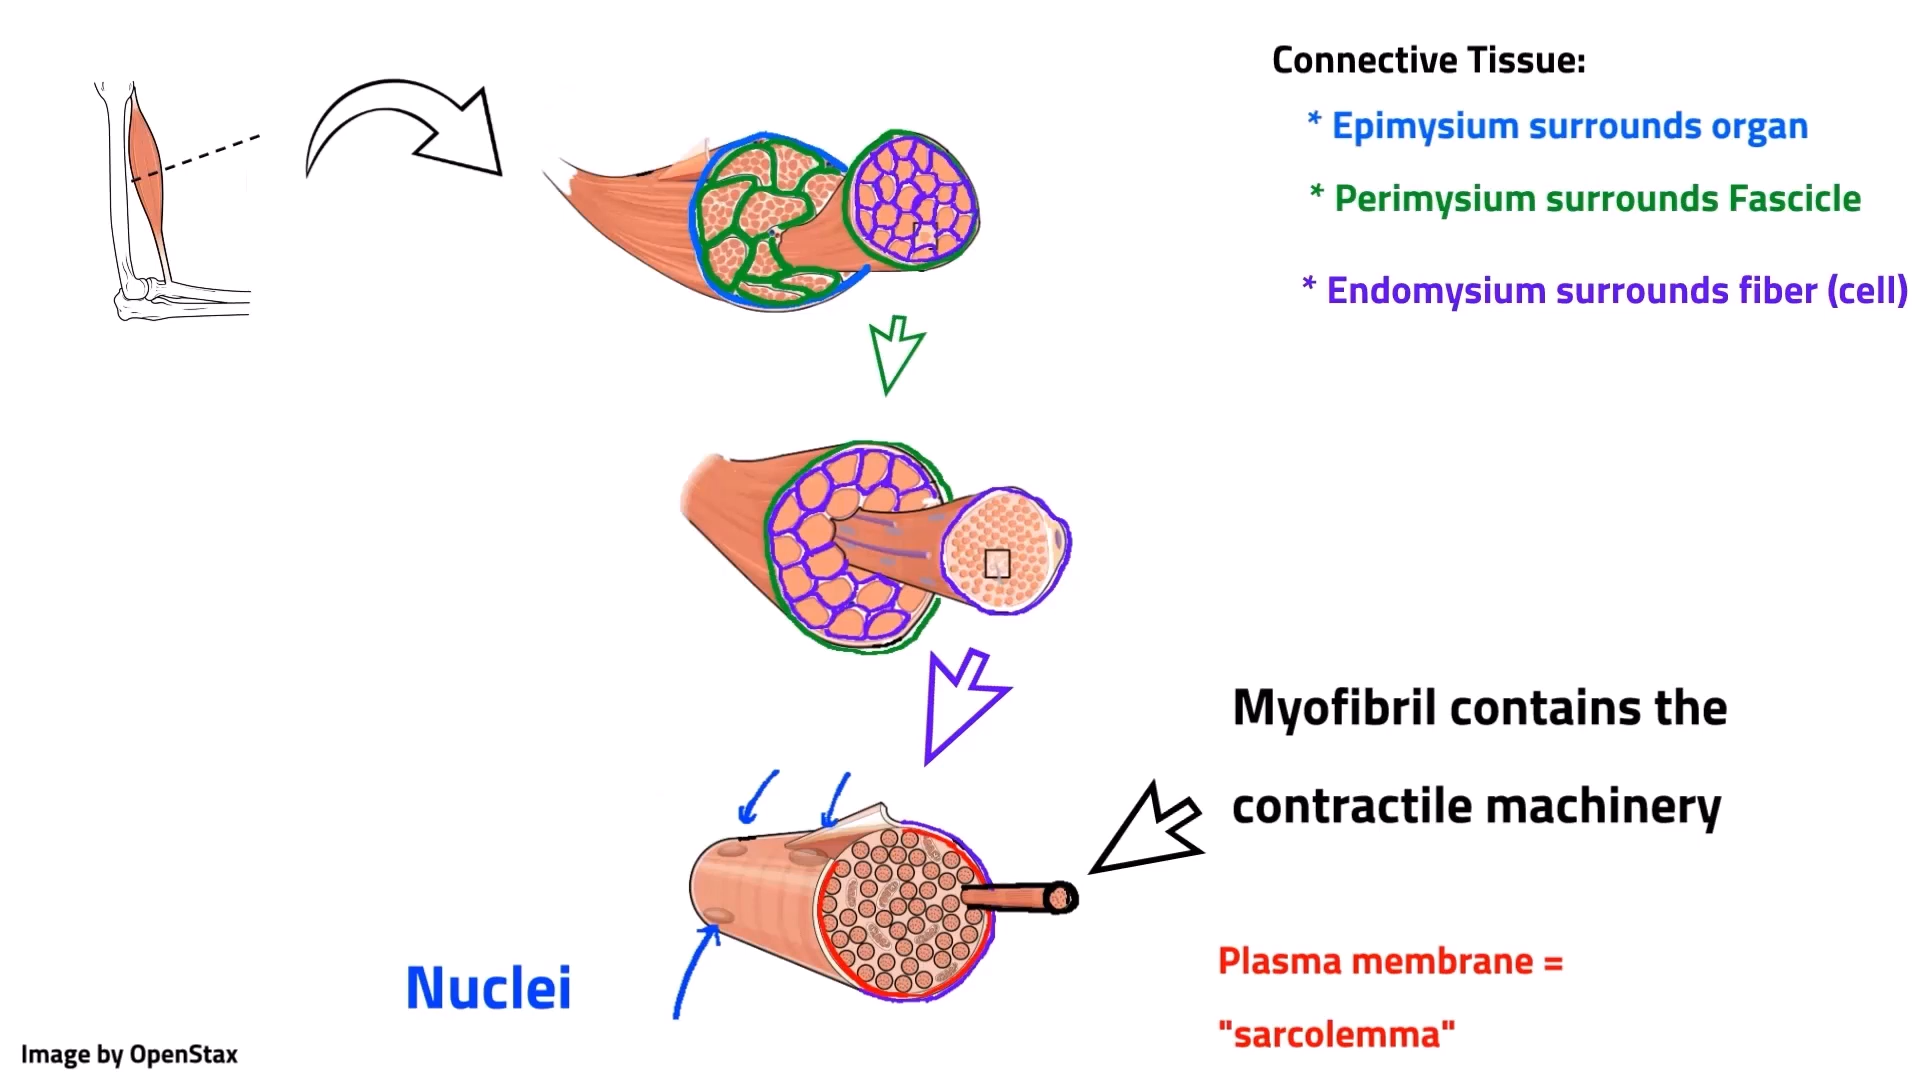 Connective Tissue:
* Epimysium surrounds organ
* Perimysium surrounds Fascicle
* Endomysium surrounds fiber (cell)
Myofibril contains the
contractile machinery
Nuclei
Plasma membrane =
"sarcolemma"
Image by OpenStax